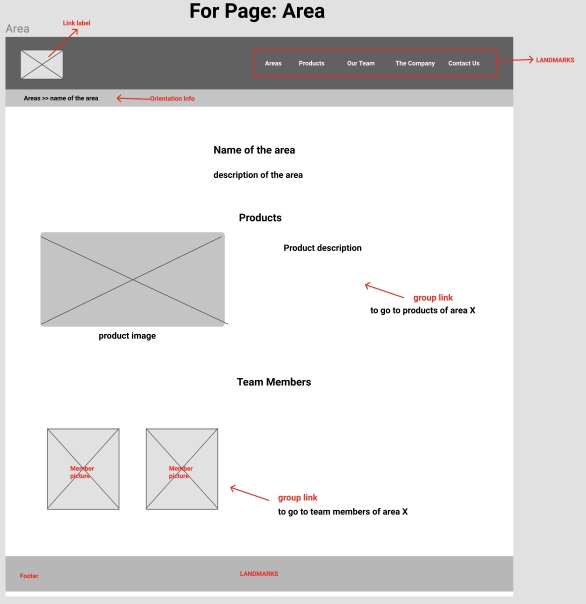 For Page: Area
Link label
Area
Areas
Products
Our Team
The Company
Contact Us
LANDMARKS
Areas >> name of the area
Orientation info
Name of the area
description of the area
Products
Product description
group link
to go to products of area X
product image
Team Members
Member
picture
Member
picture
group link
to go to team members of area X
Footer
LANDMARKS